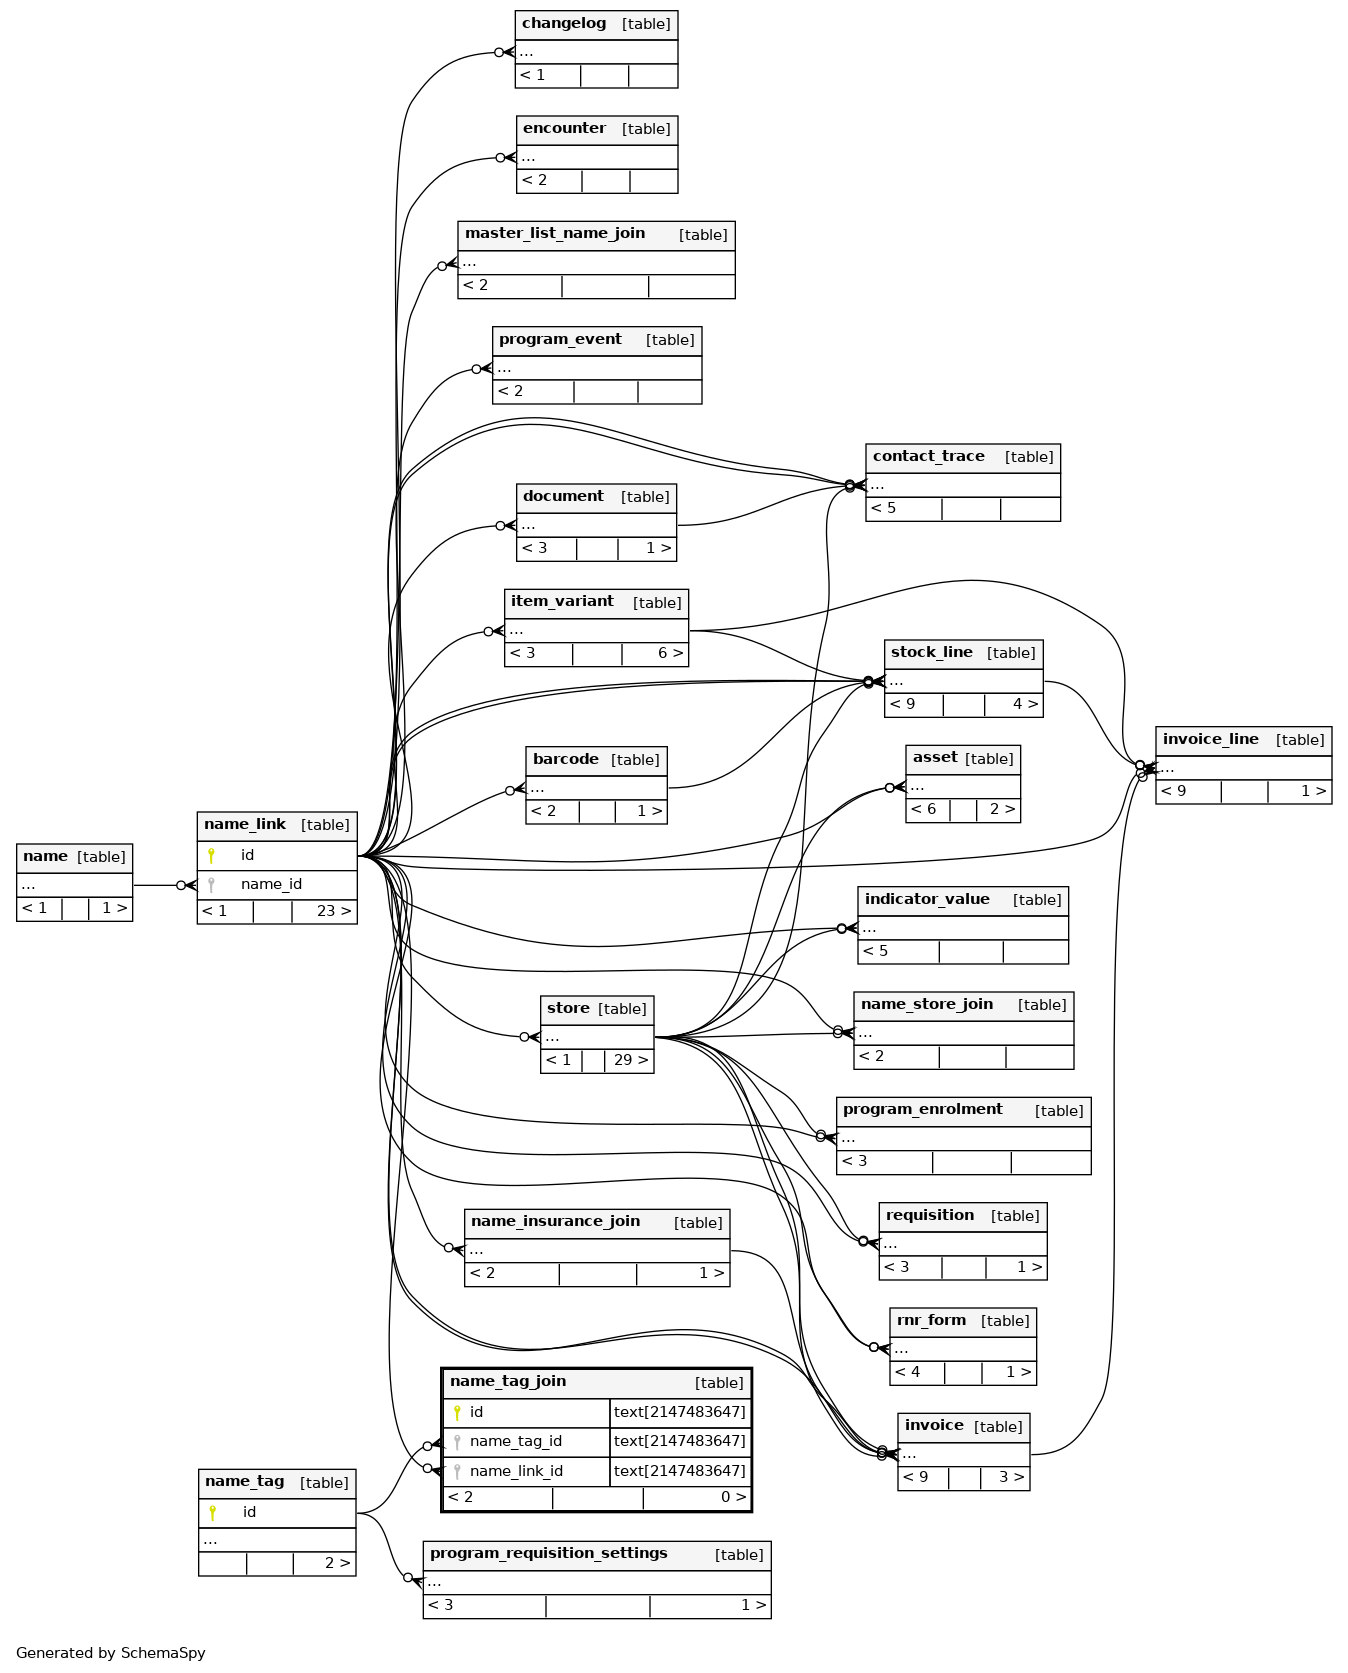 changelog [table]
...
< 1
encounter [table]
...
< 2
master_list_name_join [table]
...
< 2
program_event [table]
...
< 2
contact_trace [table]
...
< 5
document [table]
...
< 3 1 >
item_variant [table]
...
< 3 6 >
stock_line [table]
...
< 9 4 >
invoice_line [table]
...
< 9 1 >
barcode [table]
...
< 2 1 >
asset [table]
...
< 6 2 >
name_link [table]
id
name_id
< 1 23 >
name [table]
...
< 1 1 >
indicator_value [table]
...
< 5
store [table]
...
< 1 29 >
name_store_join [table]
...
< 2
program_enrolment [table]
...
< 3
name_insurance_join [table]
...
< 2 1 >
requisition [table]
...
< 3 1 >
rnr_form [table]
...
< 4 1 >
name_tag_join [table]
id text[2147483647]
name_tag_id text[2147483647]
name_link_id text[2147483647]
< 2 0 >
invoice [table]
...
< 9 3 >
name_tag [table]
id
...
2 >
program_requisition_settings [table]
...
< 3 1 >
Generated by SchemaSpy